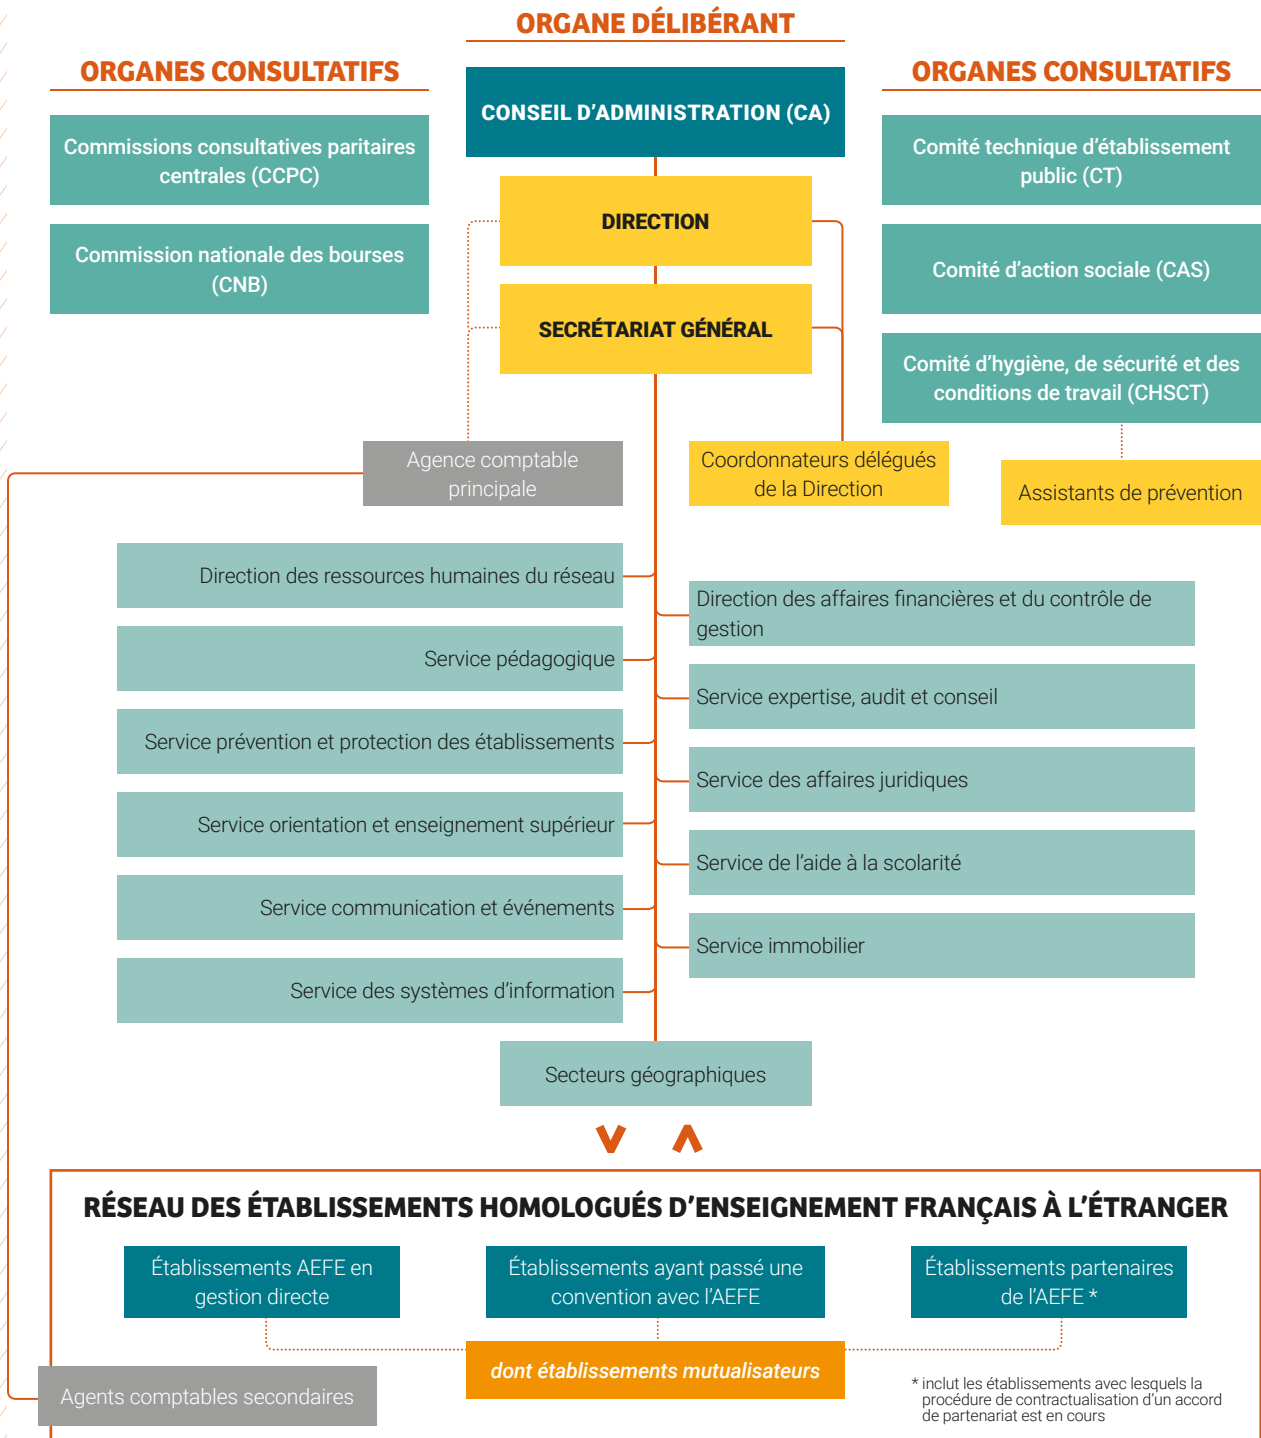 ORGANE DÉLIBÉRANT
CONSEIL D'ADMINISTRATION (CA)
ORGANES CONSULTATIFS
Commissions consultatives paritaires
centrales (CCPC)
Commission nationale des bourses
(CNB)
ORGANES CONSULTATIFS
Comité technique d'établissement
public (CT)
Comité d'action sociale (CAS)
Comité d'hygiène, de sécurité et des
conditions de travail (CHSCT)
Assistants de prévention
DIRECTION
SECRÉTARIAT GÉNÉRAL
Agence comptable
principale
Coordonnateurs délégués
de la Direction
Direction des ressources humaines du réseau
Service pédagogique
Service prévention et protection des établissements
Service orientation et enseignement supérieur
Service communication et événements
Service des systèmes d'information
Direction des affaires financières et du contrôle de
gestion
Service expertise, audit et conseil
Service des affaires juridiques
Service de l'aide à la scolarité
Service immobilier
Secteurs géographiques
RÉSEAU DES ÉTABLISSEMENTS HOMOLOGUÉS D'ENSEIGNEMENT FRANÇAIS À L'ÉTRANGER
Établissements AEFE en
gestion directe
Établissements ayant passé une
convention avec l'AEFE
Établissements partenaires
de l'AEFE *
dont établissements mutualisateurs
Agents comptables secondaires
* inclut les établissements avec lesquels la
procédure de contractualisation d'un accord
de partenariat est en cours